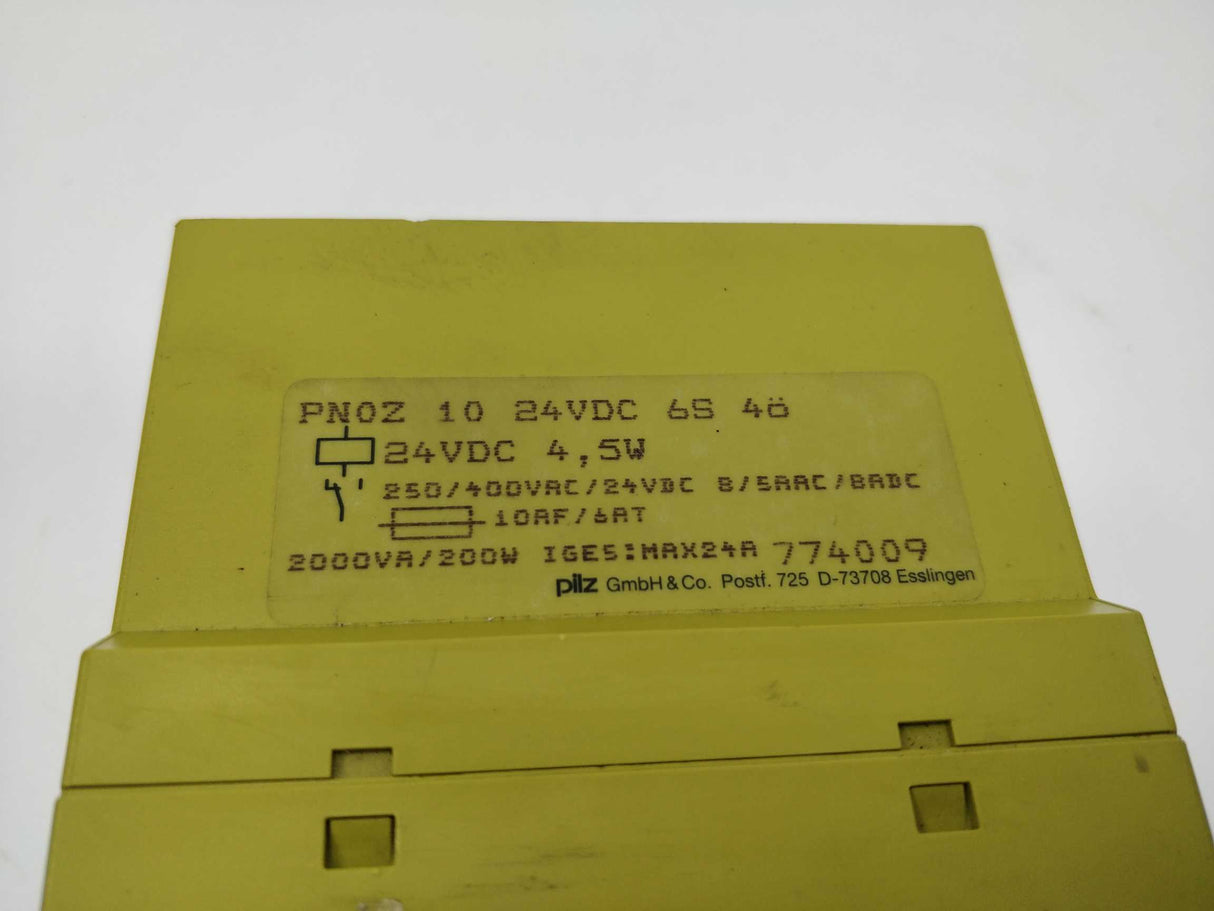 PNOZ 10 24VDC 6S 4ö
24VDC 4,5W
250/400VAC/24VDC 8/5AAC/8ADC
10AF/6AT
2000VA/200W IGES:MAX24A 774009
pilz GmbH & Co. Postf. 725 D-73708 Esslingen